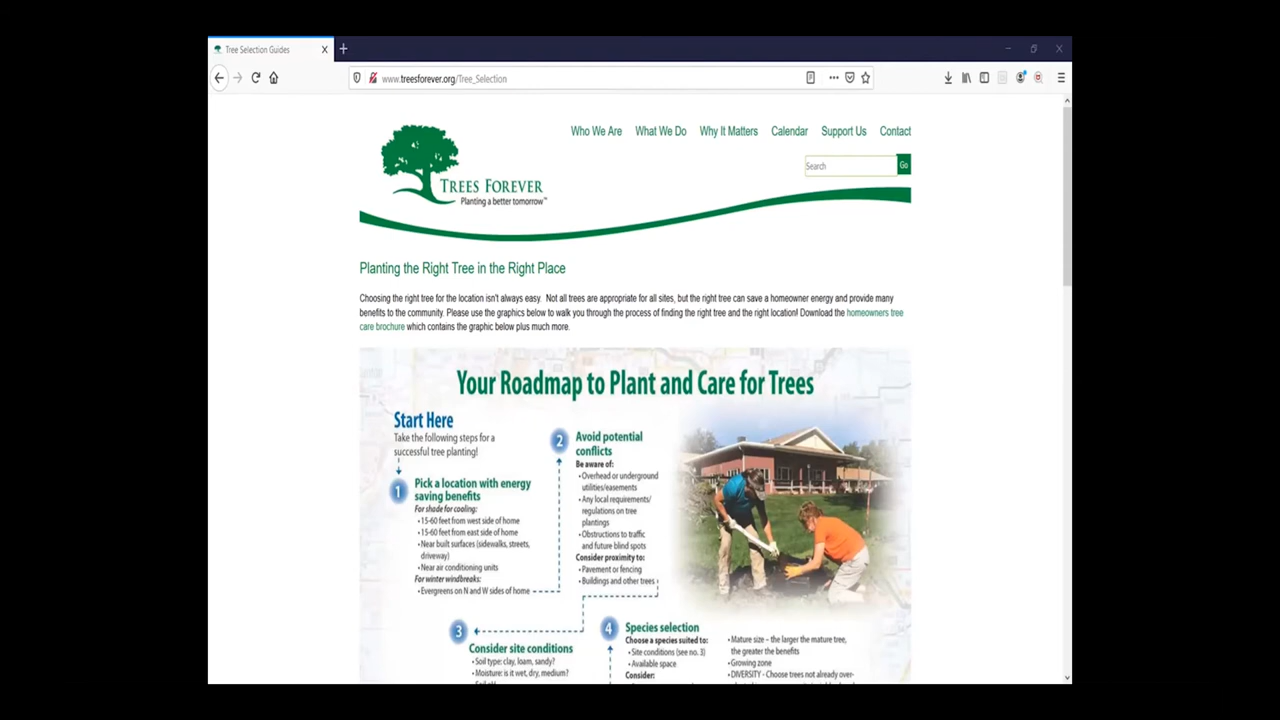 Tree Selection Guides
www.treesforever.org/Tree_Selection
Who We Are What We Do Why It Matters Calendar Support Us Contact
Search Go
TREES FOREVER
Planting a better tomorrow™
Planting the Right Tree in the Right Place
Choosing the right tree for the location isn't always easy. Not all trees are appropriate for all sites, but the right tree can save a homeowner energy and provide many
benefits to the community. Please use the graphics below to walk you through the process of finding the right tree and the right location! Download the homeowners tree
care brochure which contains the graphic below plus much more.
Your Roadmap to Plant and Care for Trees
Start Here
Take the following steps for a
successful tree planting!
1 Pick a location with energy
saving benefits
For shade for cooling:
• 15-60 feet from west side of home
• 15-60 feet from east side of home
• Near built surfaces (sidewalks, streets,
driveway)
• Near air conditioning units
For winter windbreaks:
• Evergreens on N and W sides of home
2 Avoid potential
conflicts
Be aware of:
• Overhead or underground
utilities/easements
• Any local requirements/
regulations on tree
plantings
• Obstructions to traffic
and future blind spots
Consider proximity to:
• Pavement or fencing
• Buildings and other trees
3
Consider site conditions
• Soil type: clay, loam, sandy?
• Moisture: is it wet, dry, medium?
4 Species selection
Choose a species suited to:
• Site conditions (see no. 3)
• Available space
Consider:
• Mature size – the larger the mature tree,
the greater the benefits
• Growing zone
• DIVERSITY - Choose trees not already over-